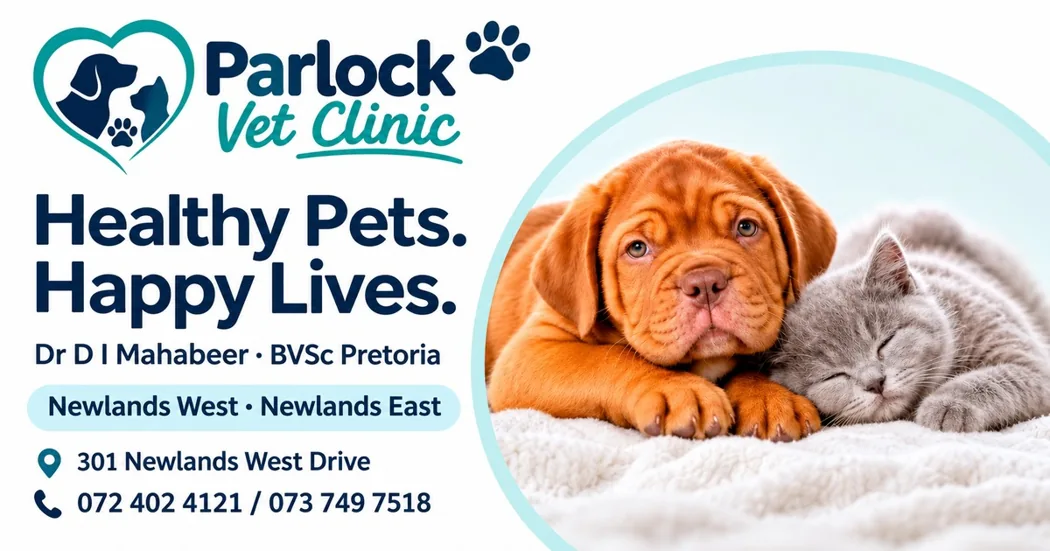 Parlock
Vet Clinic
Healthy Pets.
Happy Lives.
Dr D I Mahabeer · BVSc Pretoria
Newlands West · Newlands East
301 Newlands West Drive
072 402 4121 / 073 749 7518